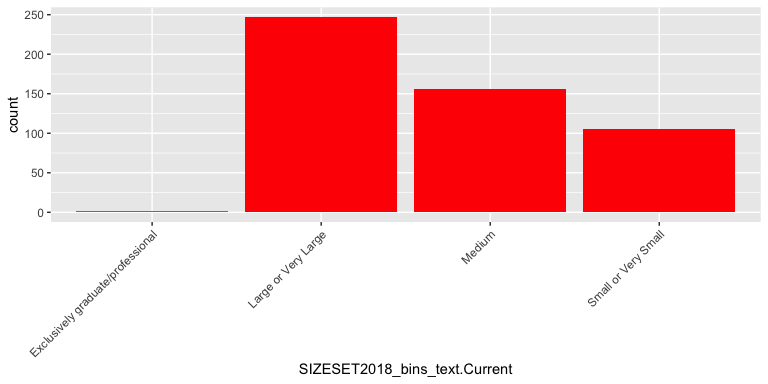 250
200
150
100
50
0
count
Exclusively graduate/professional
Large or Very Large
Medium
Small or Very Small
SIZESET2018_bins_text.Current